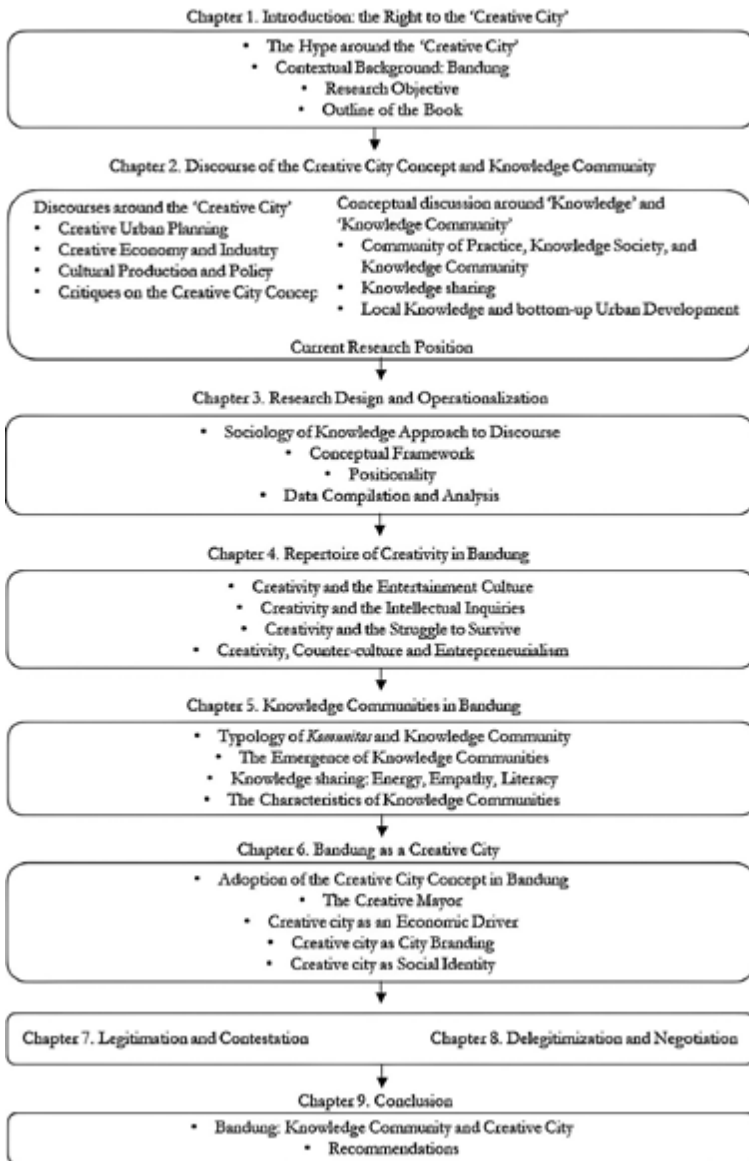 Chapter 1. Introduction: the Right to the ‘Creative City’
• The Hype around the ‘Creative City’
• Contextual Background: Bandung
• Research Objective
• Outline of the Book
Chapter 2. Discourse of the Creative City Concept and Knowledge Community
Discourses around the ‘Creative City’
• Creative Urban Planning
• Creative Economy and Industry
• Cultural Production and Policy
• Critiques on the Creative City Concep
Conceptual discussion around ‘Knowledge’ and
‘Knowledge Community’
• Community of Practice, Knowledge Society, and
Knowledge Community
• Knowledge sharing
• Local Knowledge and bottom-up Urban Development
Current Research Position
Chapter 3. Research Design and Operationalization
• Sociology of Knowledge Approach to Discourse
• Conceptual Framework
• Positionality
• Data Compilation and Analysis
Chapter 4. Repertoire of Creativity in Bandung
• Creativity and the Entertainment Culture
• Creativity and the Intellectual Inquiries
• Creativity and the Struggle to Survive
• Creativity, Counter-culture and Entrepreneurialism
Chapter 5. Knowledge Communities in Bandung
• Typology of Komunitas and Knowledge Community
• The Emergence of Knowledge Communities
• Knowledge sharing: Energy, Empathy, Literacy
• The Characteristics of Knowledge Communities
Chapter 6. Bandung as a Creative City
• Adoption of the Creative City Concept in Bandung
• The Creative Mayor
• Creative city as an Economic Driver
• Creative city as City Branding
• Creative city as Social Identity
Chapter 7. Legitimation and Contestation
Chapter 8. Delegitimization and Negotiation
Chapter 9. Conclusion
• Bandung: Knowledge Community and Creative City
• Recommendations